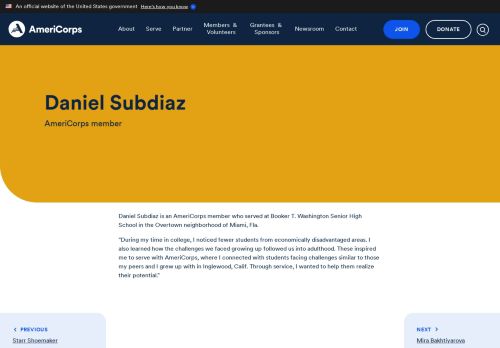 An official website of the United States government Here's how you know
AmeriCorps
About Serve Partner Members & Volunteers Grantees & Sponsors Newsroom Contact JOIN DONATE
Daniel Subdiaz
AmeriCorps member
Daniel Subdiaz is an AmeriCorps member who served at Booker T. Washington Senior High
School in the Overtown neighborhood of Miami, Fla.
"During my time in college, I noticed fewer students from economically disadvantaged areas. I
also learned how the challenges we faced growing up followed us into adulthood. These inspired
me to serve with AmeriCorps, where I connected with students facing challenges similar to those
my peers and I grew up with in Inglewood, Calif. Through service, I wanted to help them realize
their potential."
PREVIOUS
Starr Shoemaker
NEXT
Mira Bakhtiyarova